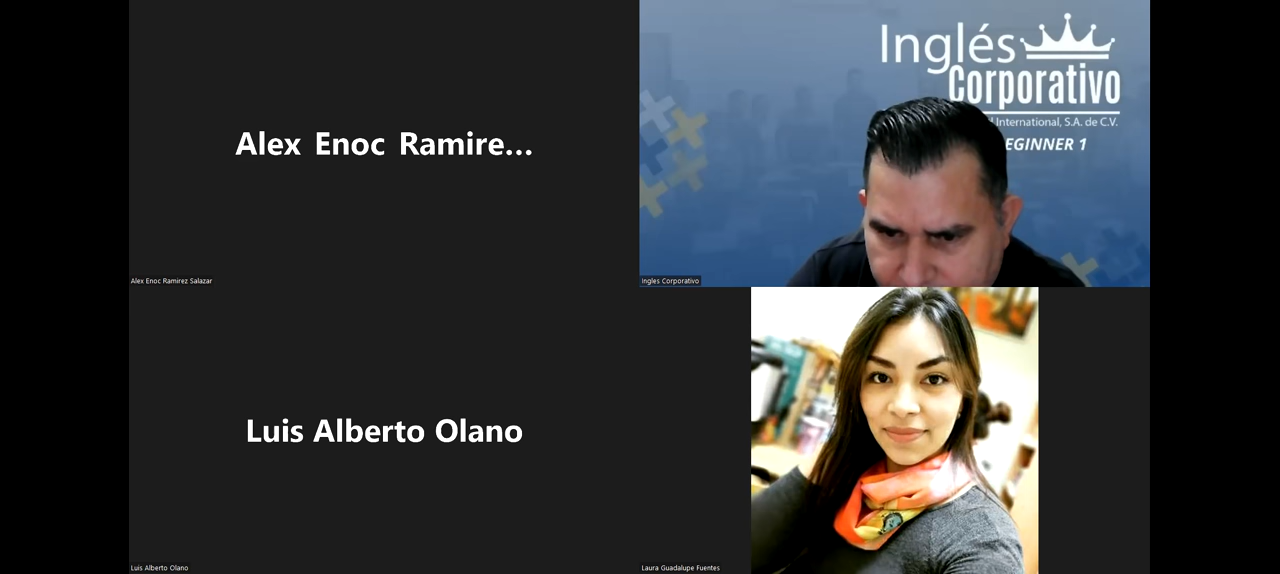 Alex Enoc Ramire...
Alex Enoc Ramirez Salazar
Inglés
Corporativo
International, S.A. de C.V.
EGINNER 1
Ingles Corporativo
Luis Alberto Olano
Luis Alberto Olano
Laura Guadalupe Fuentes